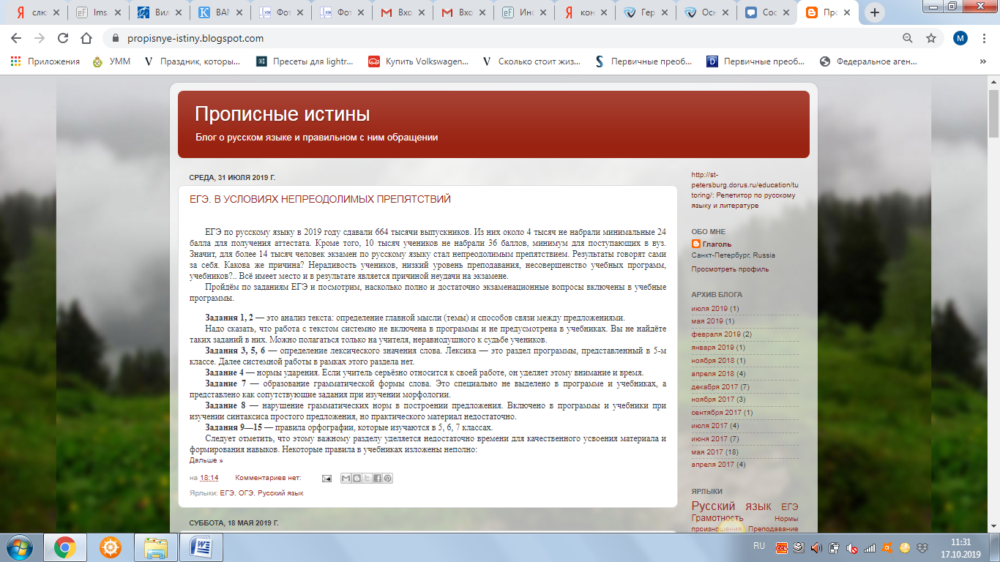 слю
Ims.
Вил
BAN
Фот
Фот
Вхо
Вхо
Инс
кон
Гер
Осн
Сос
Про
propisnye-istiny.blogspot.com
М
Приложения
УММ
Праздник, которы...
Пресеты для lightr...
Купить Volkswagen...
Сколько стоит жиз...
Первичные преоб...
Первичные преоб...
Федеральное аген...
»
Прописные истины
Блог о русском языке и правильном с ним обращении
СРЕДА, 31 ИЮЛЯ 2019 Г.
ЕГЭ. В УСЛОВИЯХ НЕПРЕОДОЛИМЫХ ПРЕПЯТСТВИЙ
ЕГЭ по русскому языку в 2019 году сдавали 664 тысячи выпускников. Из них около 4 тысяч не набрали минимальные 24
балла для получения аттестата. Кроме того, 10 тысяч учеников не набрали 36 баллов, минимум для поступающих в вуз.
Значит, для более 14 тысяч человек экзамен по русскому языку стал непреодолимым препятствием. Результаты говорят сами
за себя. Какова же причина? Нерадивость учеников, низкий уровень преподавания, несовершенство учебных программ,
учебников?.. Всё имеет место и в результате является причиной неудачи на экзамене.
Пройдём по заданиям ЕГЭ и посмотрим, насколько полно и достаточно экзаменационные вопросы включены в учебные
программы.
Задания 1, 2 — это анализ текста: определение главной мысли (темы) и способов связи между предложениями.
Надо сказать, что работа с текстом системно не включена в программы и не предусмотрена в учебниках. Вы не найдёте
таких заданий в них. Можно полагаться только на учителя, неравнодушного к судьбе учеников.
Задания 3, 5, 6 — определение лексического значения слова. Лексика — это раздел программы, представленный в 5-м
классе. Далее системной работы в рамках этого раздела нет.
Задание 4 — нормы ударения. Если учитель серьёзно относится к своей работе, он уделяет этому внимание и время.
Задание 7 — образование грамматической формы слова. Это специально не выделено в программе и учебниках, а
представлено как сопутствующие задания при изучении морфологии.
Задание 8 — нарушение грамматических норм в построении предложения. Включено в программы и учебники при
изучении синтаксиса простого предложения, но практического материал недостаточно.
Задания 9—15 — правила орфографии, которые изучаются в 5, 6, 7 классах.
Следует отметить, что этому важному разделу уделяется недостаточно времени для качественного усвоения материала и
формирования навыков. Некоторые правила в учебниках изложены неполно:
Дальше »
на 18:14 Комментариев нет:
Ярлыки: ЕГЭ, ОГЭ, Русский язык
СУББОТА, 18 МАЯ 2019 Г.
http://st-
petersburg.dorus.ru/education/tu
toring/: Репетитор по русскому
языку и литературе
ОБО МНЕ
Глаголь
Санкт-Петербург, Russia
Просмотреть профиль
АРХИВ БЛОГА
июля 2019 (1)
мая 2019 (1)
февраля 2019 (2)
января 2019 (1)
ноября 2018 (1)
апреля 2018 (4)
декабря 2017 (7)
ноября 2017 (3)
сентября 2017 (1)
июля 2017 (4)
июня 2017 (7)
мая 2017 (18)
апреля 2017 (4)
ЯРЛЫКИ
Русский язык ЕГЭ
Грамотность Нормы
произношения Преподавание
RU
11:31
17.10.2019